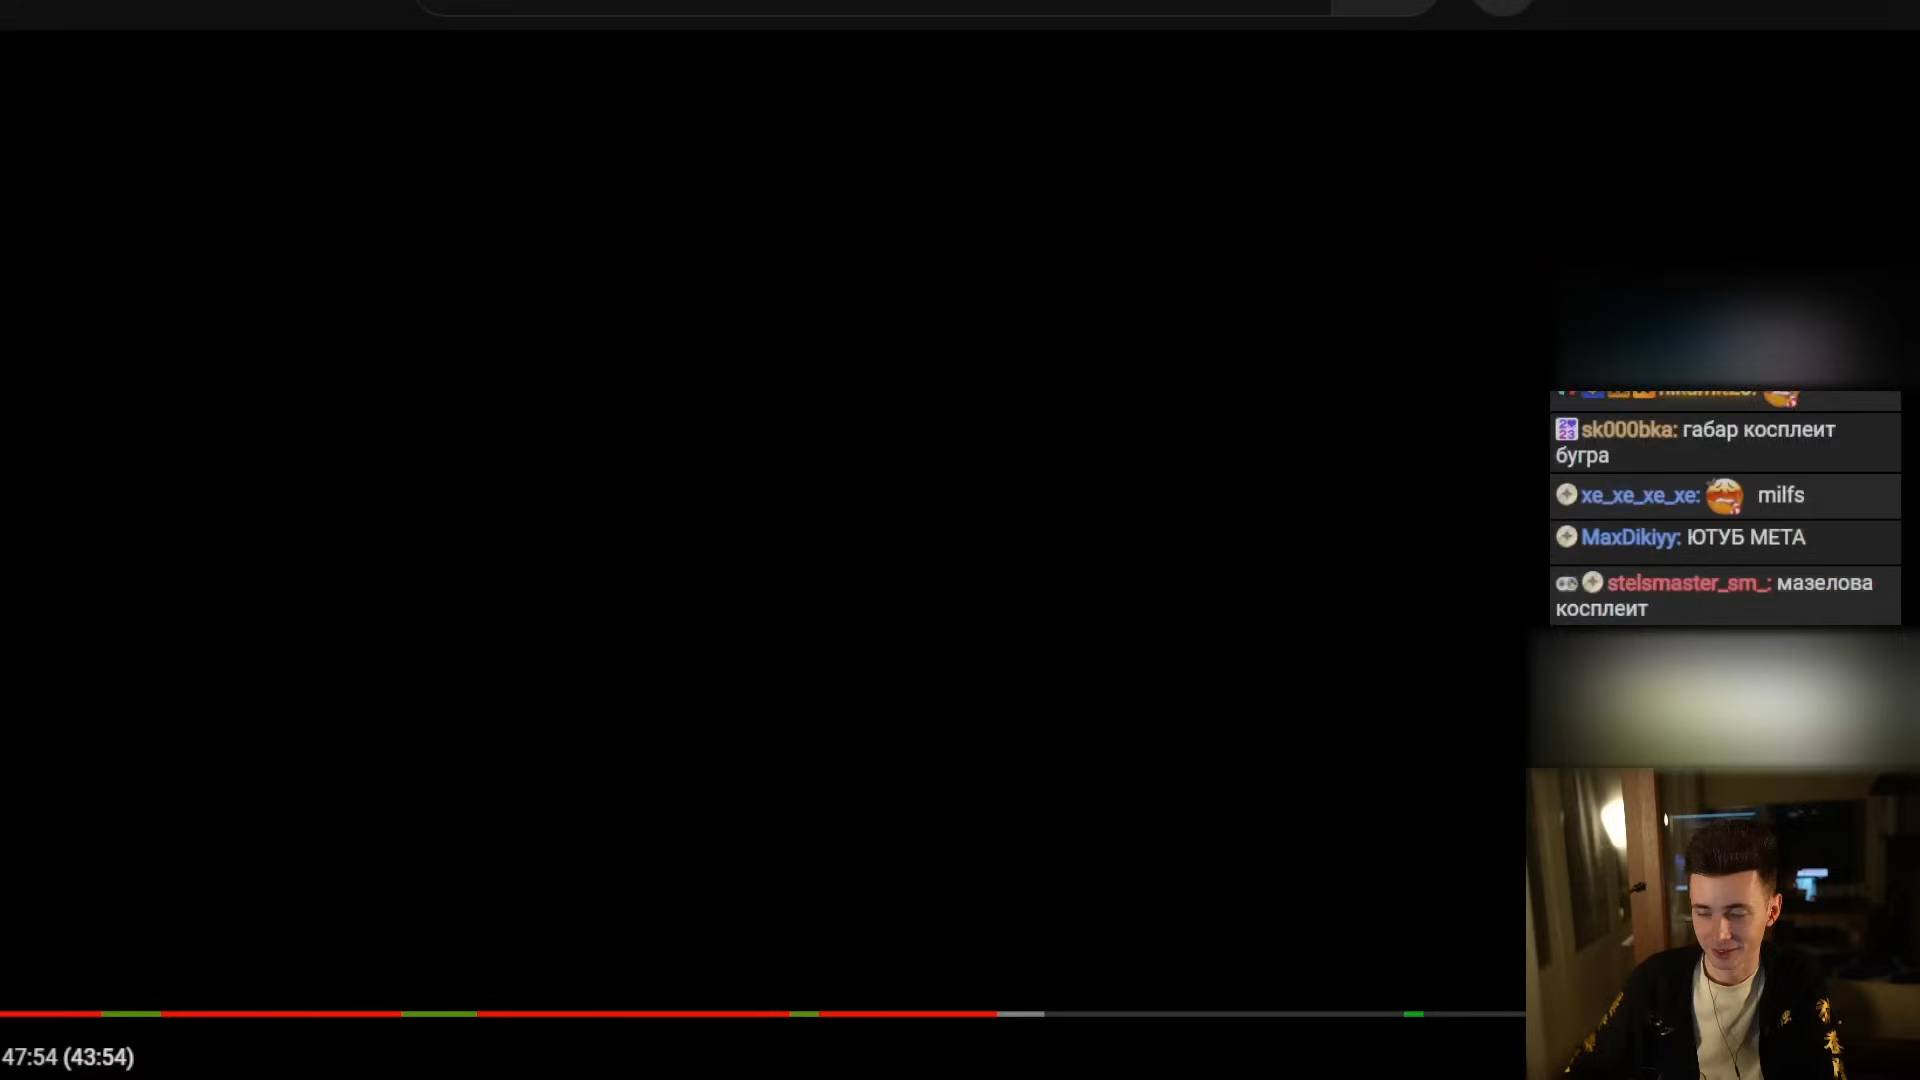 sk000bka: габар косплеит
бугра
xe_xe_xe_xe: milfs
MaxDikiyy: ЮТУБ МЕТА
stelsmaster_sm_: мазелова
косплеит
47:54 (43:54)